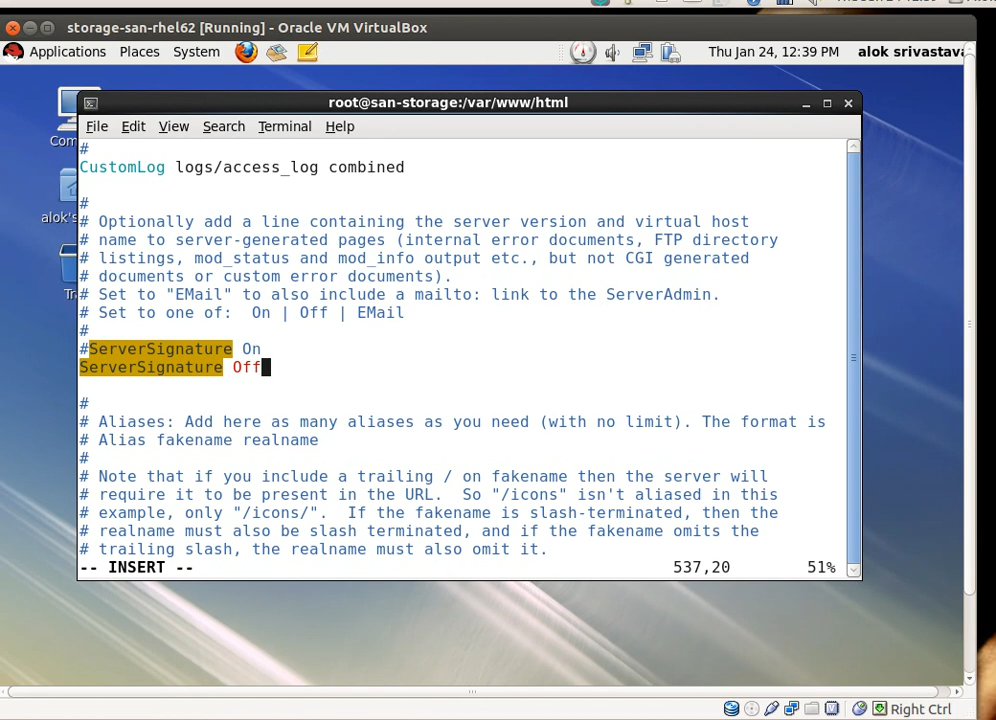 storage-san-rhel62 [Running] - Oracle VM VirtualBox
Applications Places System Thu Jan 24, 12:39 PM alok srivastava
root@san-storage:/var/www/html
File Edit View Search Terminal Help
#
CustomLog logs/access_log combined
#
# Optionally add a line containing the server version and virtual host
# name to server-generated pages (internal error documents, FTP directory
# listings, mod_status and mod_info output etc., but not CGI generated
# documents or custom error documents).
# Set to "EMail" to also include a mailto: link to the ServerAdmin.
# Set to one of:  On | Off | EMail
#
#ServerSignature On
ServerSignature Off
#
# Aliases: Add here as many aliases as you need (with no limit). The format is
# Alias fakename realname
#
# Note that if you include a trailing / on fakename then the server will
# require it to be present in the URL.  So "/icons" isn't aliased in this
# example, only "/icons/".  If the fakename is slash-terminated, then the
# realname must also be slash terminated, and if the fakename omits the
# trailing slash, the realname must also omit it.
-- INSERT -- 537,20 51%
Com
alok's
Tr
Right Ctrl